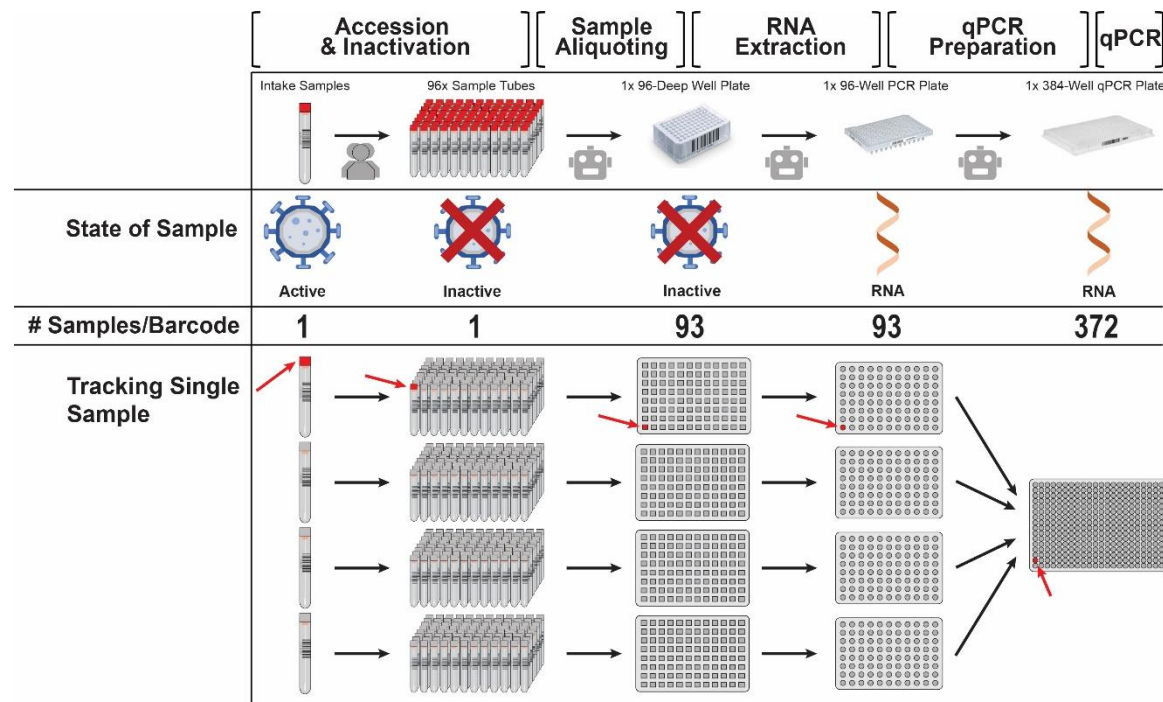 Accession
& Inactivation
Sample
Aliquoting
RNA
Extraction
qPCR
Preparation
qPCR
Intake Samples
96x Sample Tubes
1x 96-Deep Well Plate
1x 96-Well PCR Plate
1x 384-Well qPCR Plate
State of Sample
Active
Inactive
Inactive
RNA
RNA
# Samples/Barcode
1
1
93
93
372
Tracking Single
Sample